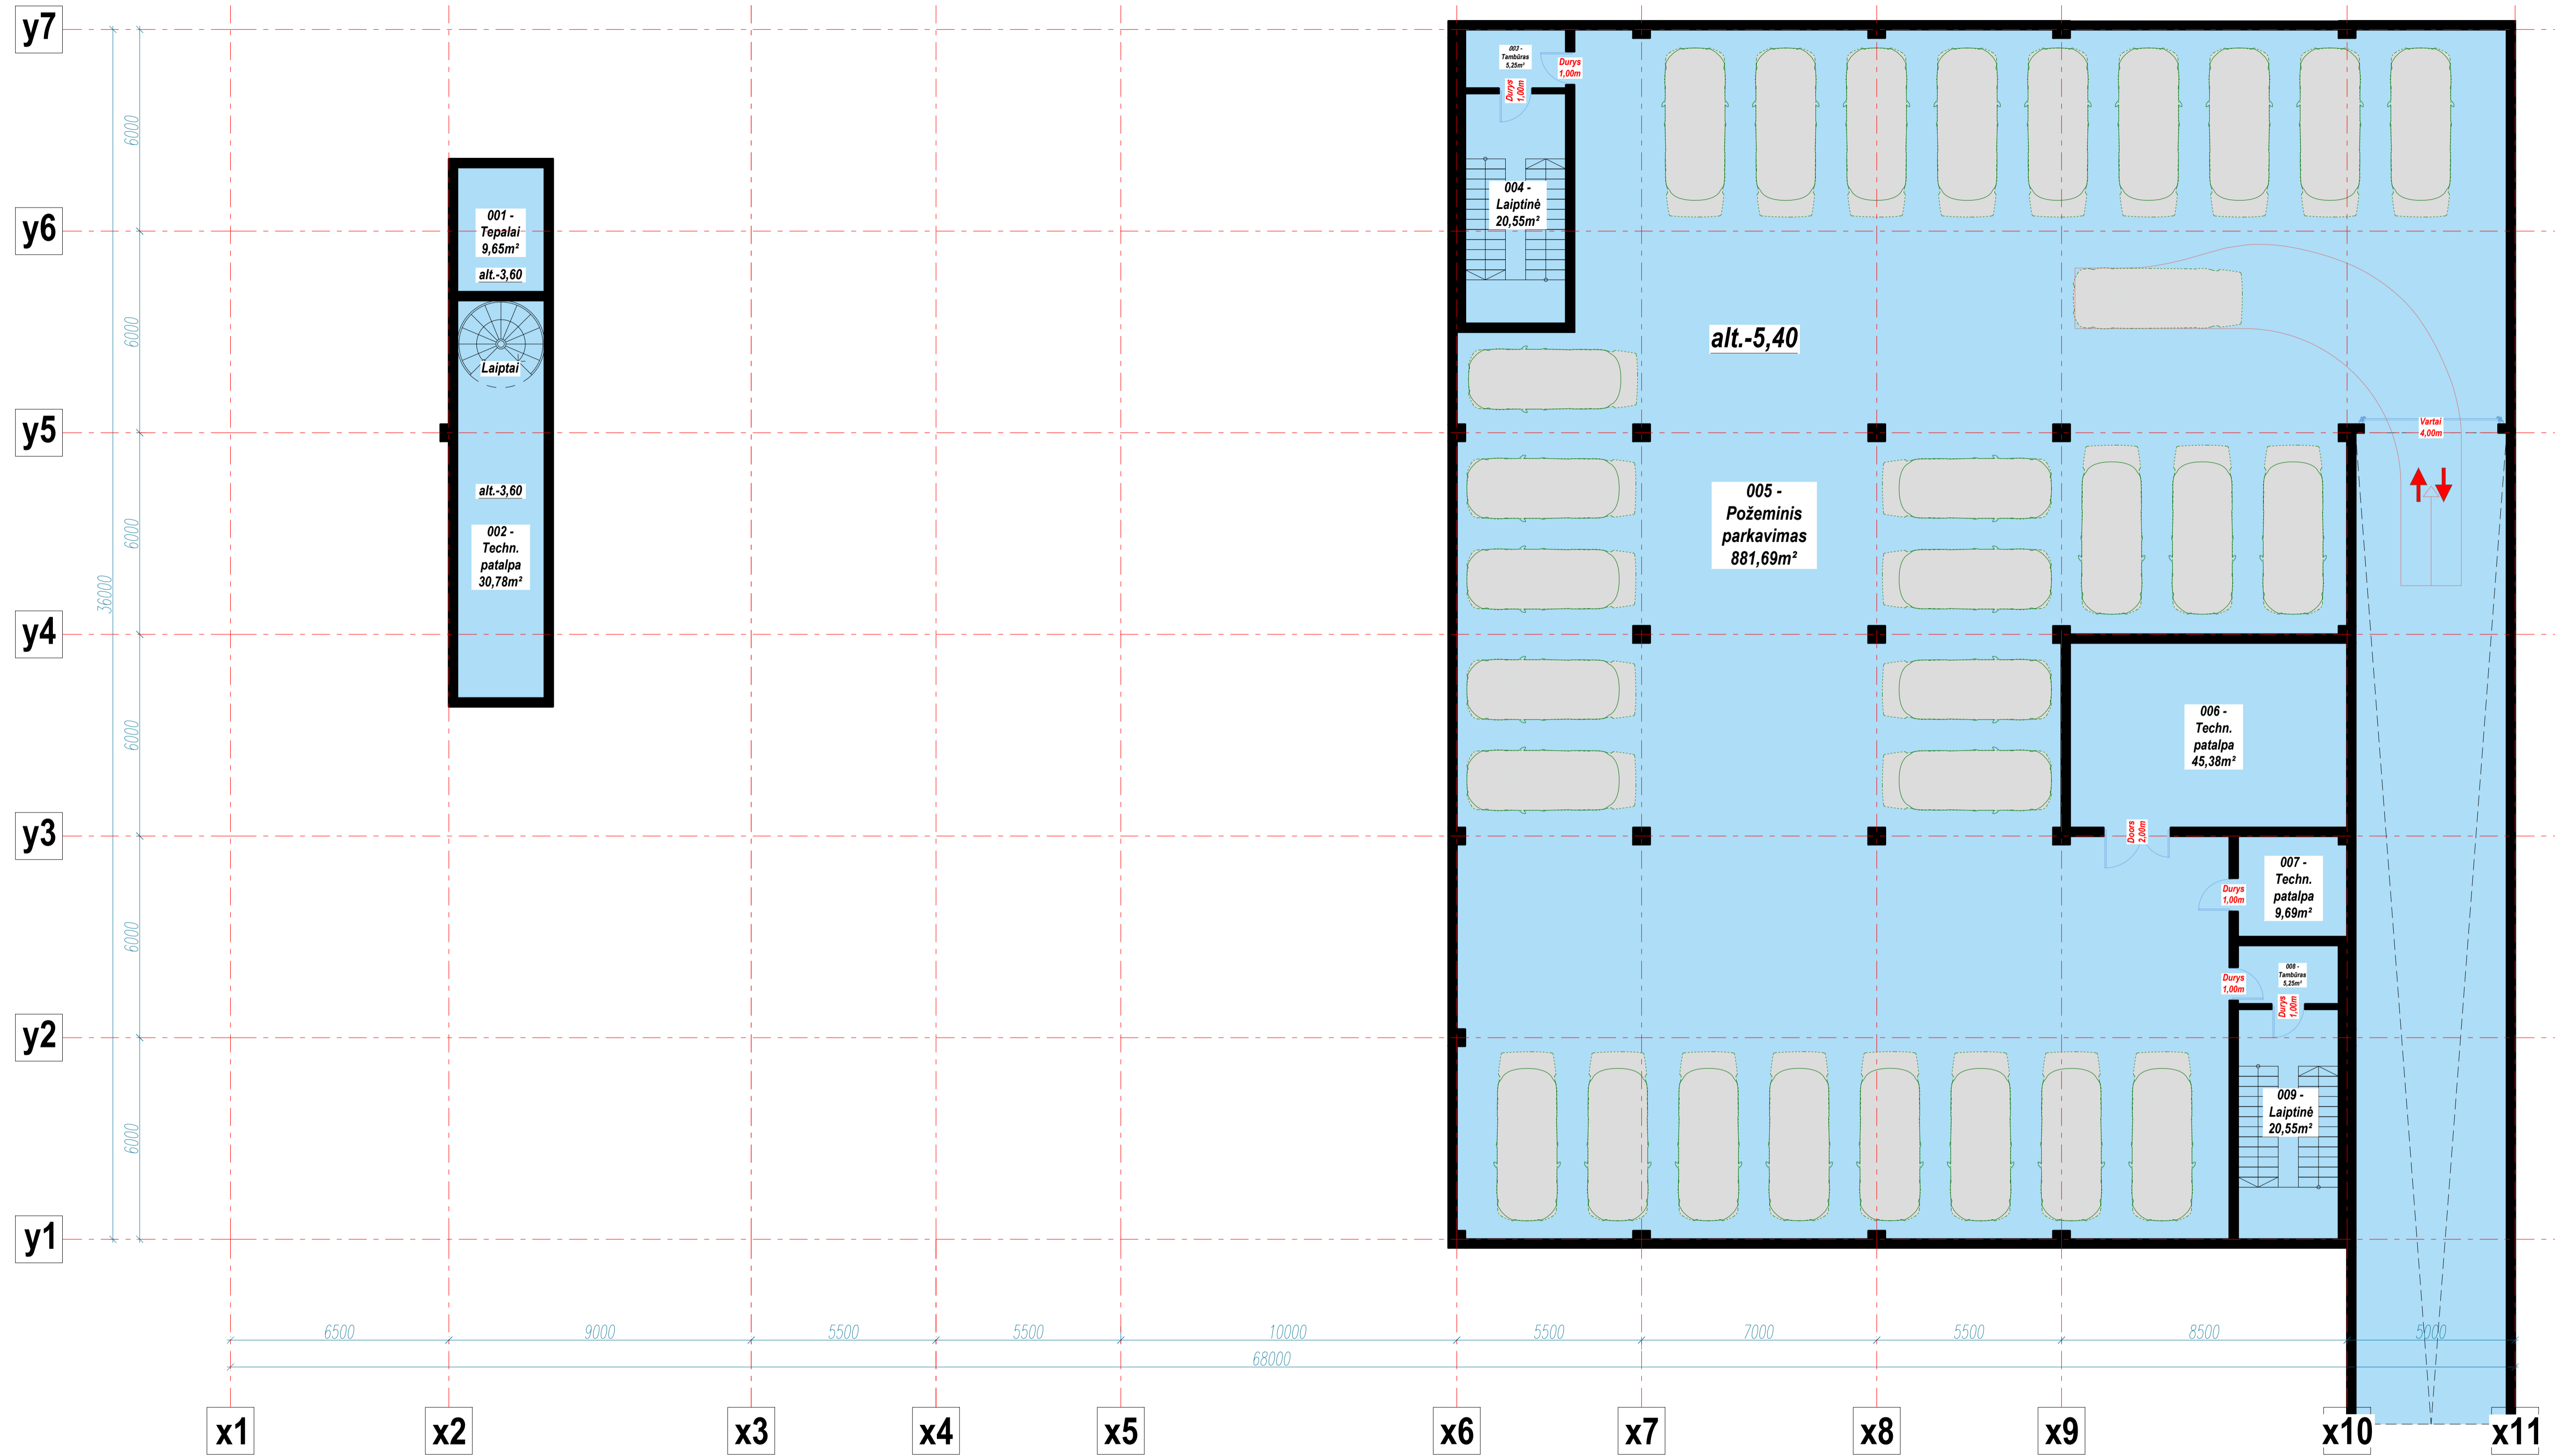 y7
y6
y5
y4
y3
y2
y1
6000
6000
6000
6000
6000
6000
36000
001 -
Tepalai
9,65m²
alt.-3,60
Laiptai
alt.-3,60
002 -
Techn.
patalpa
30,78m²
003 -
Tambūras
5,25m²
Durys
1,00m
Durys
1,00m
004 -
Laiptinė
20,55m²
alt.-5,40
Vartai
4,00m
005 -
Požeminis
parkavimas
881,69m²
006 -
Techn.
patalpa
45,38m²
Doors
2,00m
007 -
Techn.
patalpa
9,69m²
Durys
1,00m
008 -
Tambūras
5,25m²
Durys
1,00m
Durys
1,00m
009 -
Laiptinė
20,55m²
6500
9000
5500
5500
10000
5500
7000
5500
8500
5000
68000
x1
x2
x3
x4
x5
x6
x7
x8
x9
x10
x11